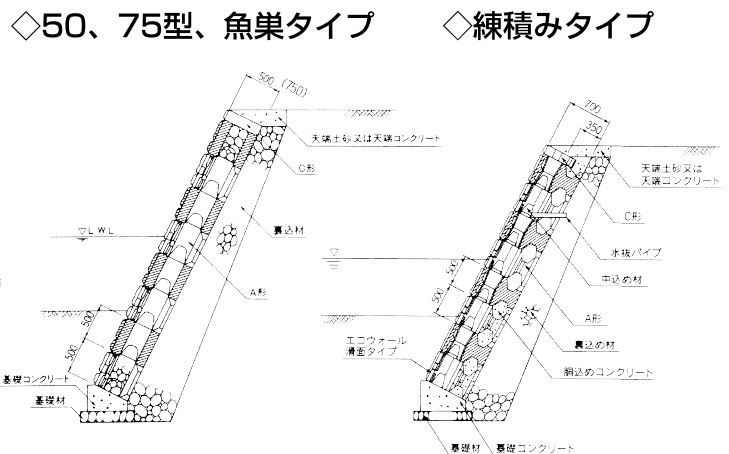 ◇50、75型、魚巣タイプ
◇練積みタイプ
500 (750)
天端土砂又は天端コンクリート
C形
▽LWL
裏込材
A形
500
500
基礎コンクリート
基礎材
700
350
天端土砂又は
天端コンクリート
C形
水抜パイプ
中込め材
▽
500
500
A形
エコウォール
滑面タイプ
裏込め材
胴込めコンクリート
基礎材
基礎コンクリート